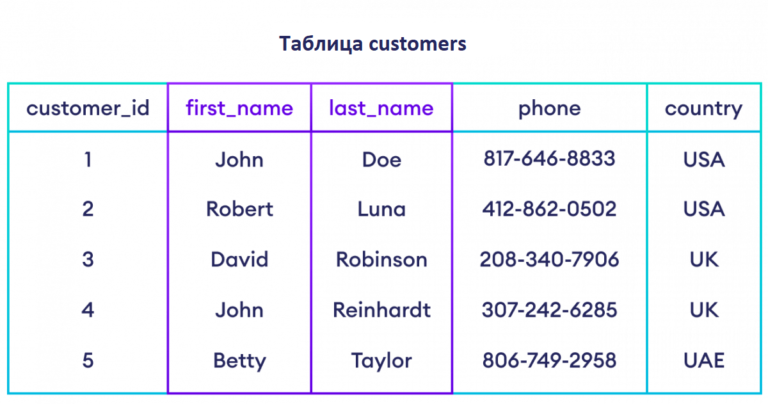 Таблица customers
customer_id first_name last_name phone country
1 John Doe 817-646-8833 USA
2 Robert Luna 412-862-0502 USA
3 David Robinson 208-340-7906 UK
4 John Reinhardt 307-242-6285 UK
5 Betty Taylor 806-749-2958 UAE